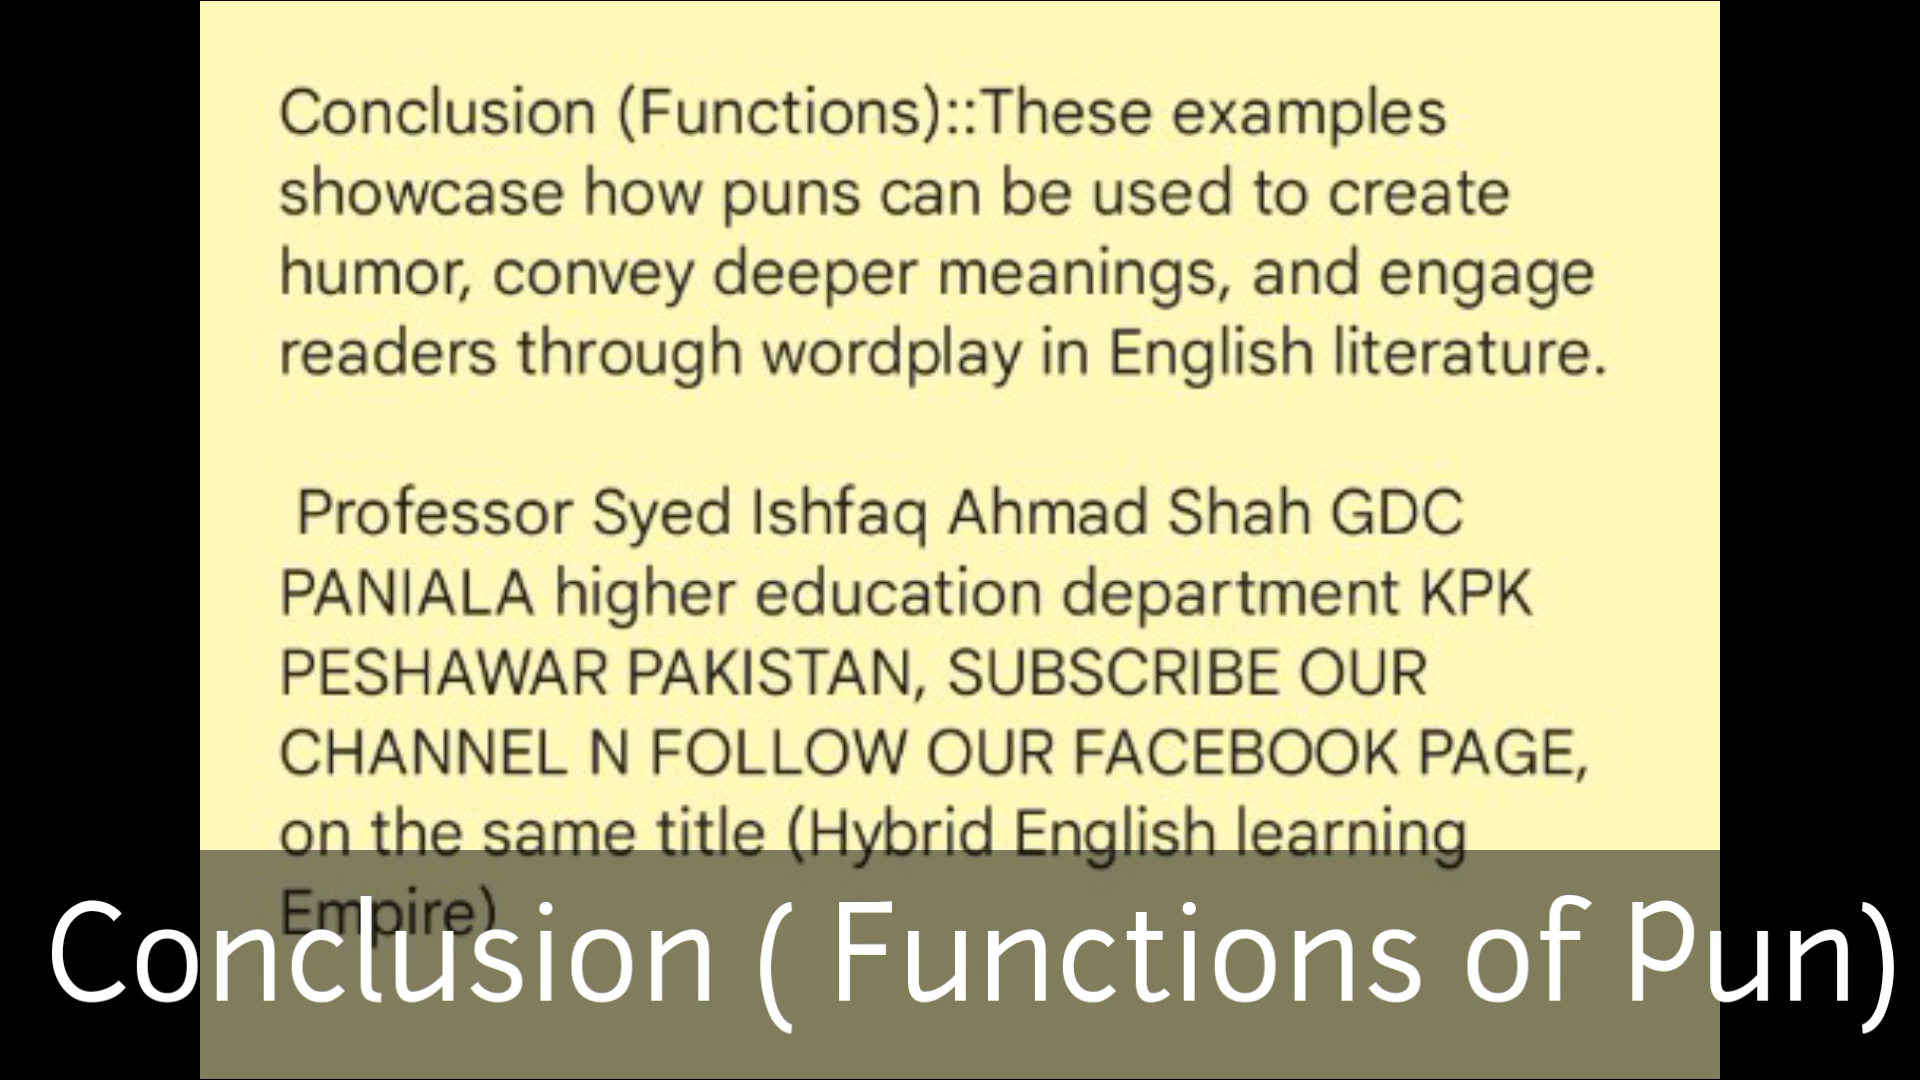 Conclusion (Functions)::These examples
showcase how puns can be used to create
humor, convey deeper meanings, and engage
readers through wordplay in English literature.
Professor Syed Ishfaq Ahmad Shah GDC
PANIALA higher education department KPK
PESHAWAR PAKISTAN, SUBSCRIBE OUR
CHANNEL N FOLLOW OUR FACEBOOK PAGE,
on the same title (Hybrid English learning
Empire)
Conclusion ( Functions of Pun)